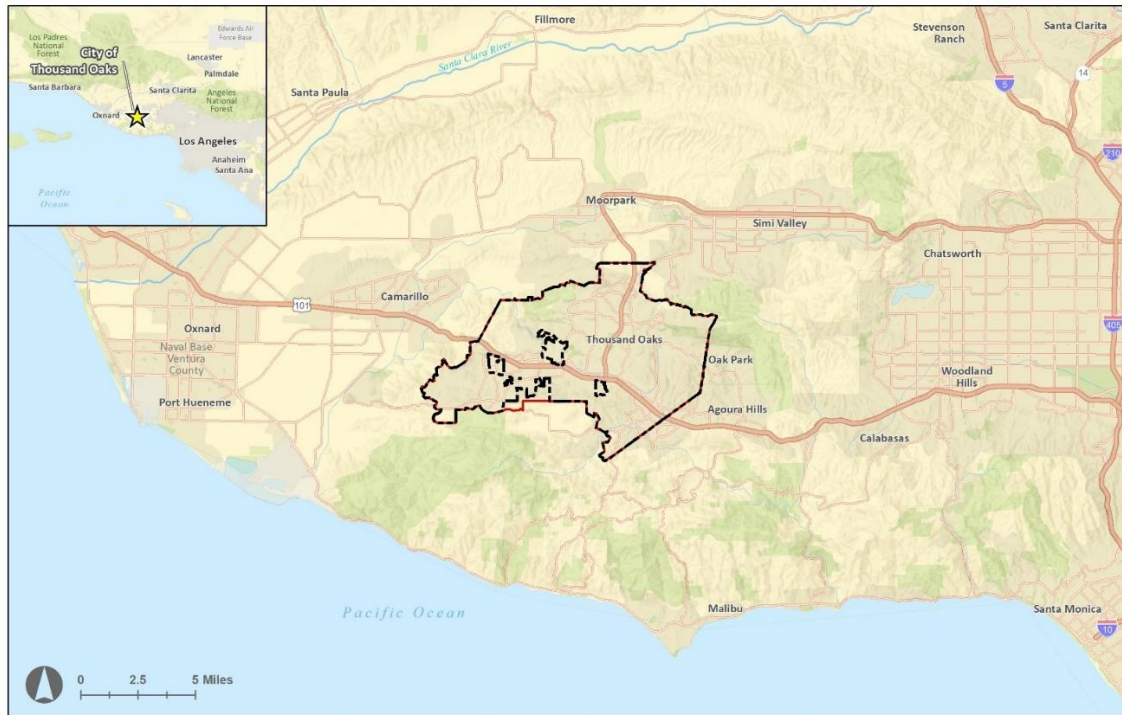 Los Padres
National
Forest
Edwards Air
Force Base
City of
Thousand Oaks
Lancaster
Palmdale
Santa Barbara
Santa Clarita
Angeles
National
Forest
Oxnard
Los Angeles
Anaheim
Santa Ana
Pacific
Ocean
Fillmore
Santa Clara River
Santa Paula
Stevenson
Ranch
Santa Clarita
14
5
210
Moorpark
Simi Valley
Chatsworth
Camarillo
101
Oxnard
Naval Base
Ventura
County
Port Hueneme
Thousand Oaks
Oak Park
405
Woodland
Hills
Agoura Hills
Calabasas
Pacific Ocean
Malibu
Santa Monica
10
0 2.5 5 Miles